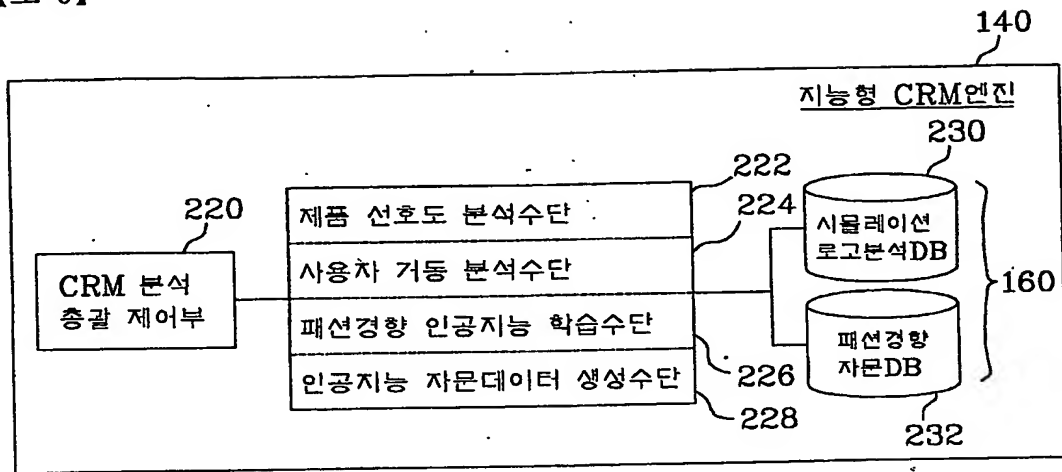 140
지능형 CRM엔진
230
222
220
224
제품 선호도 분석수단
시뮬레이션
로고분석DB
사용자 거동 분석수단
CRM 분석
총괄 제어부
160
패션경향 인공지능 학습수단
패션경향
자문DB
226
인공지능 자문데이터 생성수단
228
232